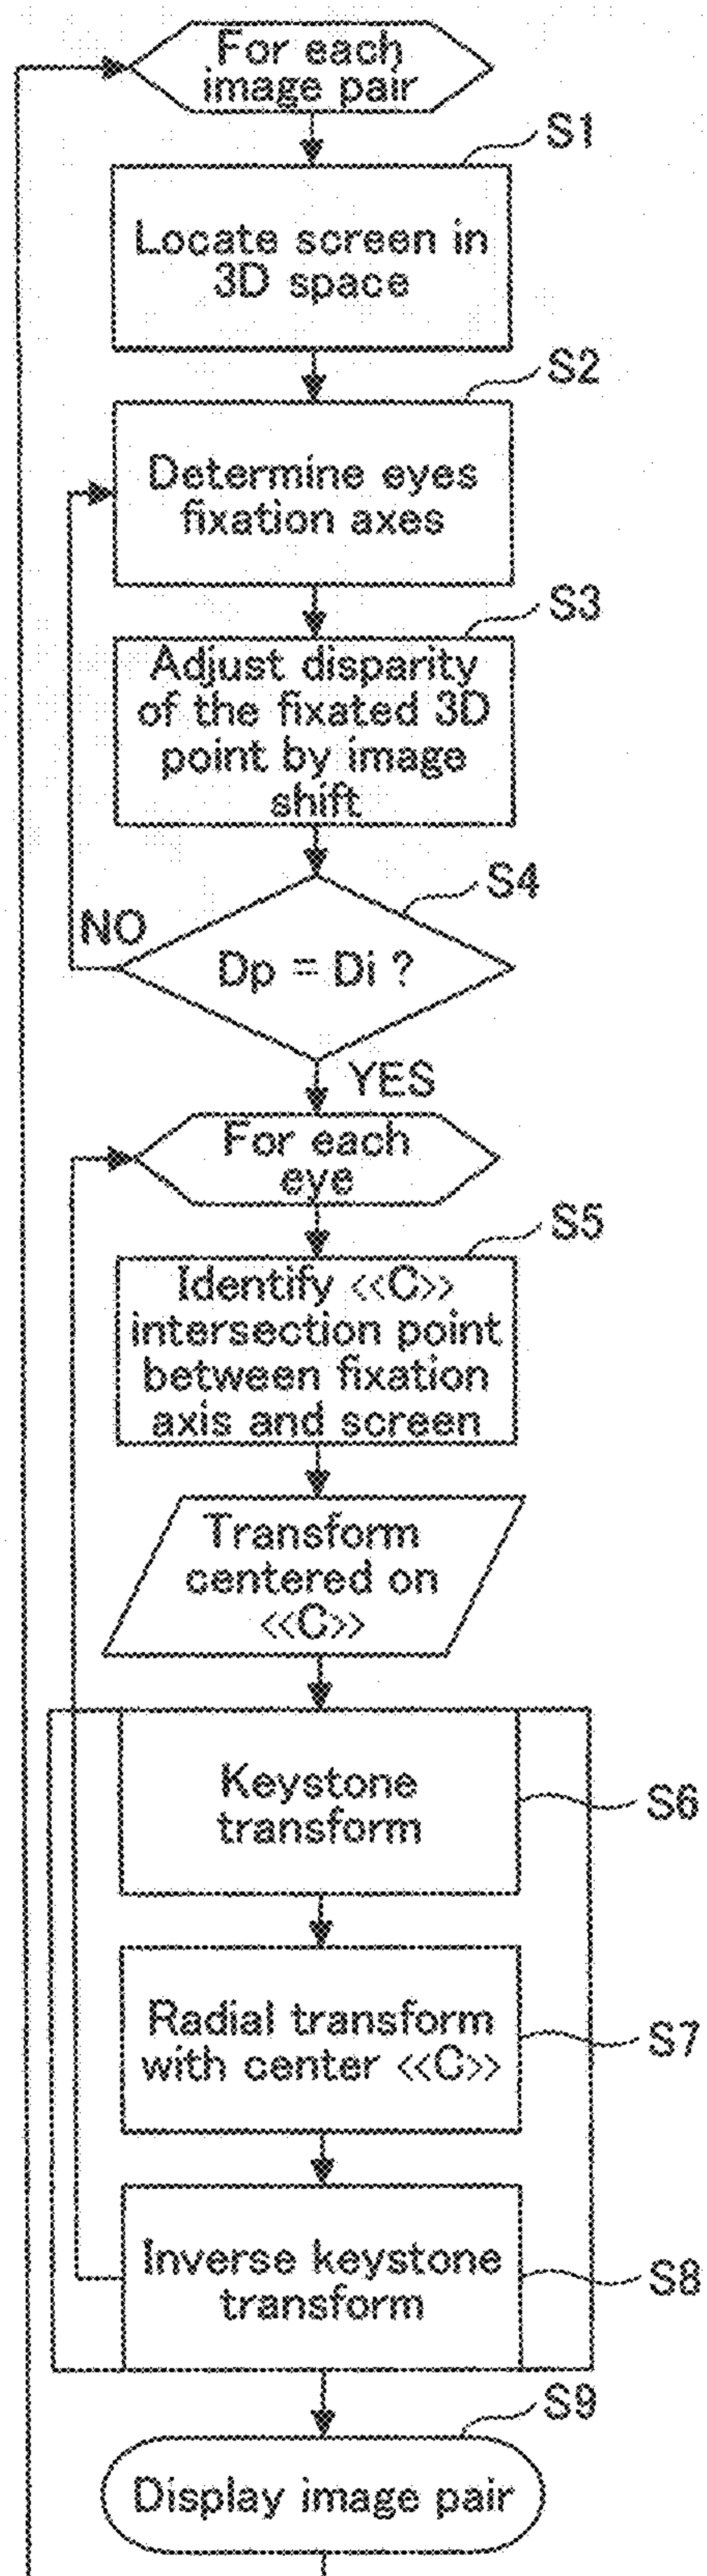 For each
image pair
S1
Locate screen in
3D space
S2
Determine eyes
fixation axes
S3
Adjust disparity
of the fixated 3D
point by image
shift
S4
NO
Dp = Di ?
YES
For each
eye
S5
Identify <<C>>
intersection point
between fixation
axis and screen
Transform
centered on
<<C>>
Keystone
transform
S6
Radial transform
with center <<C>>
S7
Inverse keystone
transform
S8
S9
Display image pair